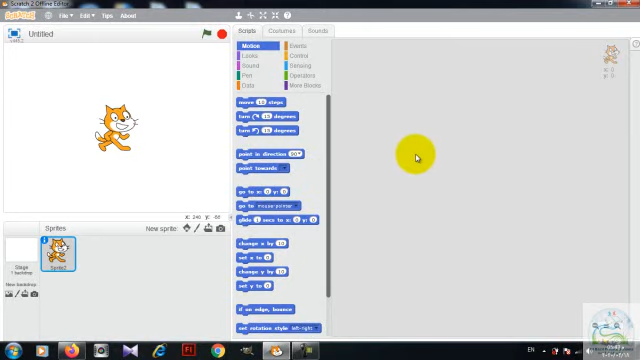 Scratch 2 Offline Editor
SCRATCH File Edit Tips About
Untitled
Scripts Costumes Sounds
Motion Events
Looks Control
Sound Sensing
Pen Operators
Data More Blocks
move 10 steps
turn 15 degrees
turn 15 degrees
point in direction 90
point towards
go to x: 0 y: 0
go to mouse-pointer
glide 1 secs to x: 0 y: 0
change x by 10
set x to 0
change y by 10
set y to 0
if on edge, bounce
set rotation style left-right
x: 0
y: 0
Sprites New sprite:
Stage
1 backdrop
New backdrop:
EN